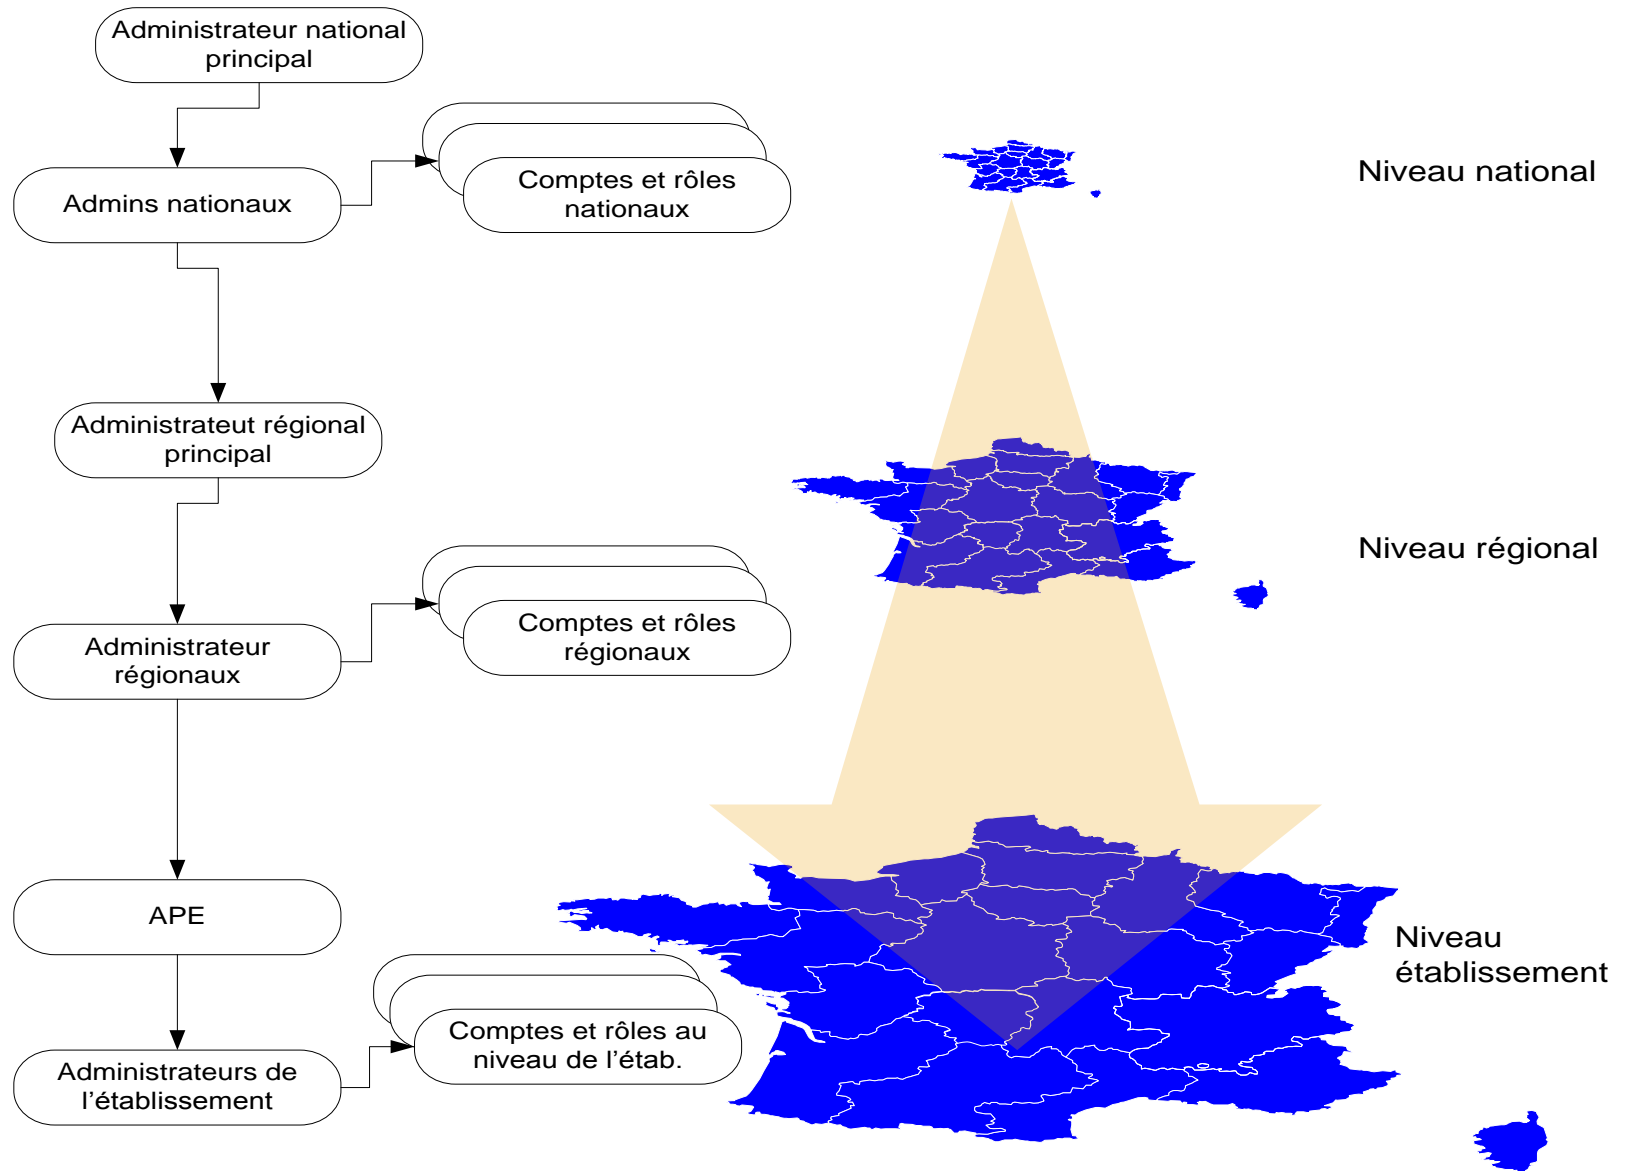 Administrateur national
principal
Admins nationaux
Comptes et rôles
nationaux
Niveau national
Administrateut régional
principal
Niveau régional
Administrateur
régionaux
Comptes et rôles
régionaux
APE
Niveau
établissement
Administrateurs de
l’établissement
Comptes et rôles au
niveau de l’étab.